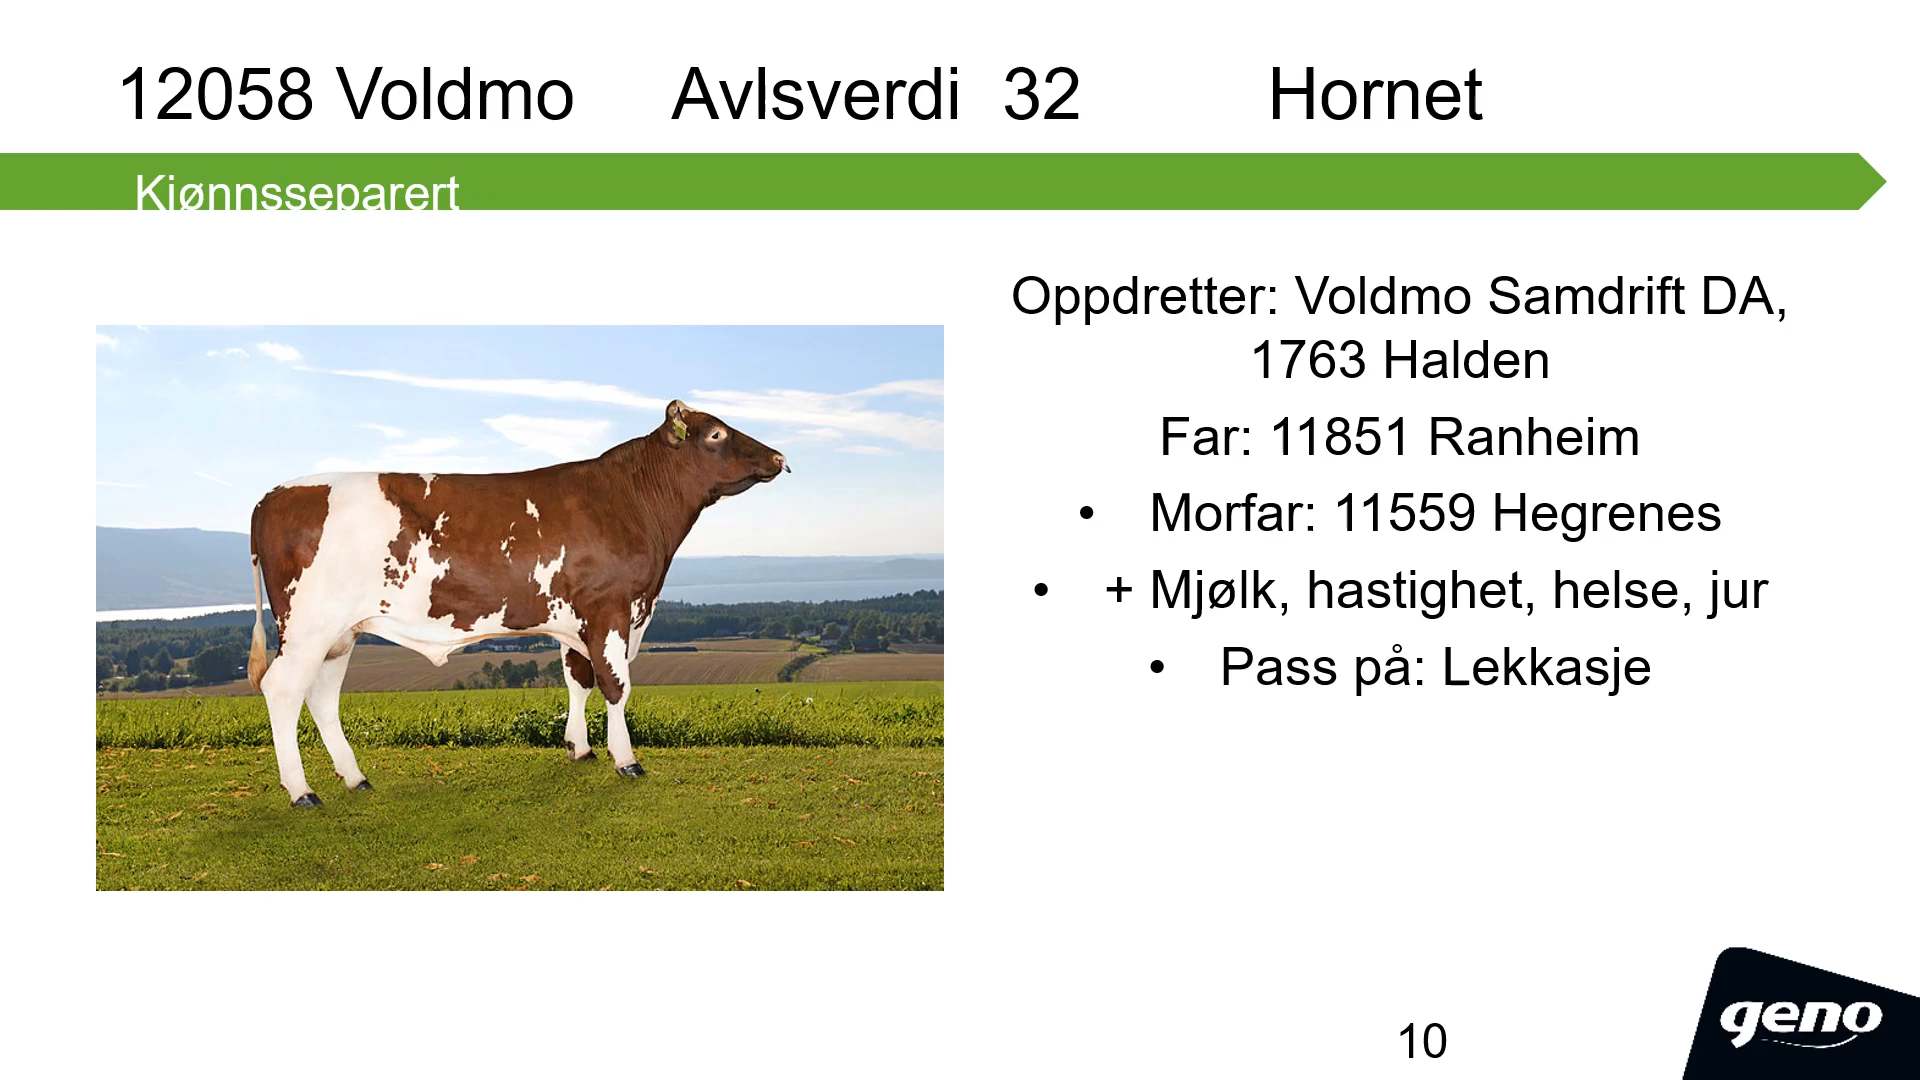 12058 Voldmo Avlsverdi 32 Hornet
Kjønnsseparert
Oppdretter: Voldmo Samdrift DA,
1763 Halden
Far: 11851 Ranheim
• Morfar: 11559 Hegrenes
• + Mjølk, hastighet, helse, jur
• Pass på: Lekkasje
10
geno